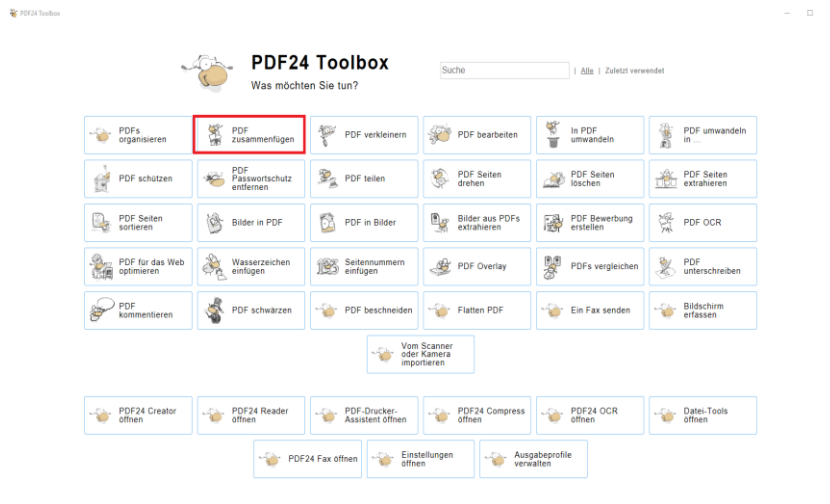 PDF24 Toolbox
PDF24 Toolbox
Was möchten Sie tun?
Suche | Alle | Zuletzt verwendet
PDFs
organisieren
PDF
zusammenfügen
PDF verkleinern
PDF bearbeiten
In PDF
umwandeln
PDF umwandeln
in ...
PDF schützen
PDF
Passwortschutz
entfernen
PDF teilen
PDF Seiten
drehen
PDF Seiten
löschen
PDF Seiten
extrahieren
PDF Seiten
sortieren
Bilder in PDF
PDF in Bilder
Bilder aus PDFs
extrahieren
PDF Bewerbung
erstellen
PDF OCR
PDF für das Web
optimieren
Wasserzeichen
einfügen
Seitennummern
einfügen
PDF Overlay
PDFs vergleichen
PDF
unterschreiben
PDF
kommentieren
PDF schwärzen
PDF beschneiden
Flatten PDF
Ein Fax senden
Bildschirm
erfassen
Vom Scanner
oder Kamera
importieren
PDF24 Creator
öffnen
PDF24 Reader
öffnen
PDF-Drucker-
Assistent öffnen
PDF24 Compress
öffnen
PDF24 OCR
öffnen
Datei-Tools
öffnen
PDF24 Fax öffnen
Einstellungen
öffnen
Ausgabeprofile
verwalten